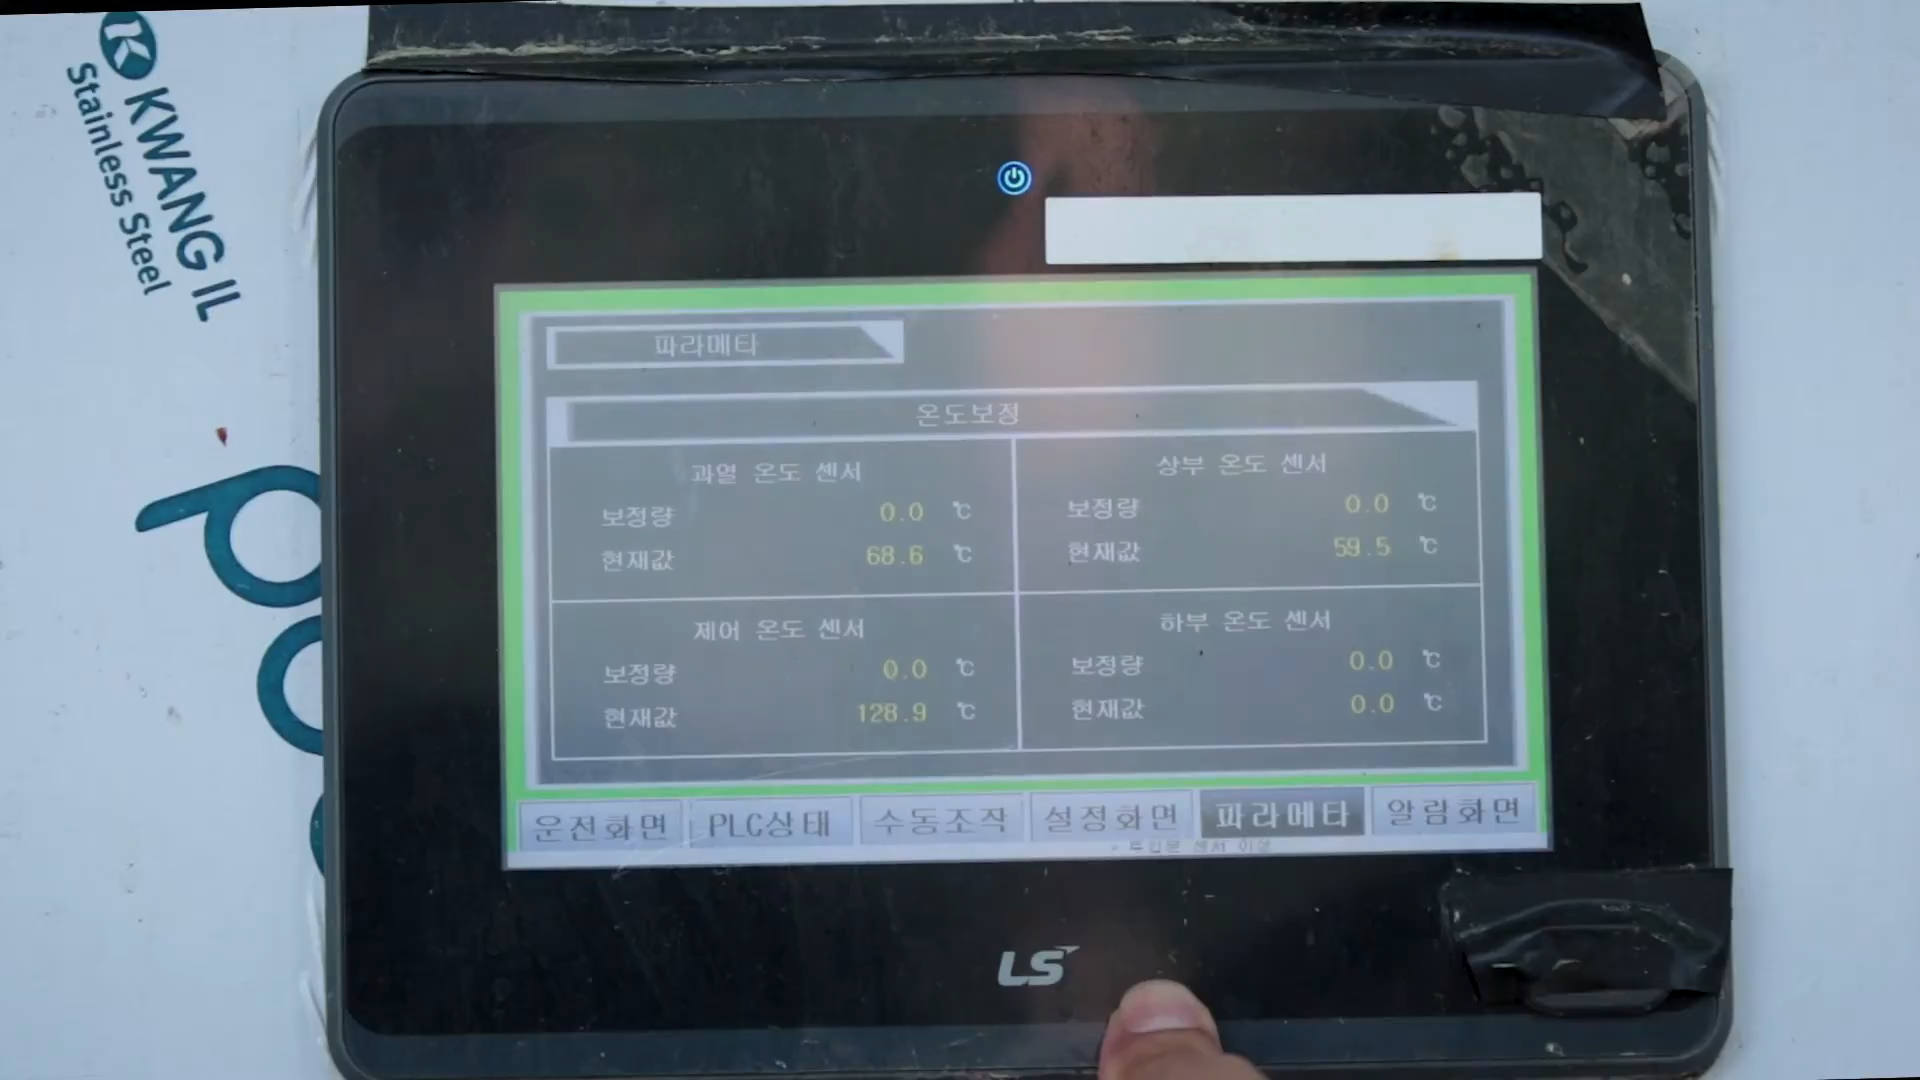 KWANG IL
Stainless Steel
파라메타
온도보정
과열 온도 센서
보정량 0.0 ℃
현재값 68.6 ℃
상부 온도 센서
보정량 0.0 ℃
현재값 59.5 ℃
제어 온도 센서
보정량 0.0 ℃
현재값 128.9 ℃
하부 온도 센서
보정량 0.0 ℃
현재값 0.0 ℃
운전화면 PLC상태 수동조작 설정화면 파라메타 알림화면
센서 이상
LS